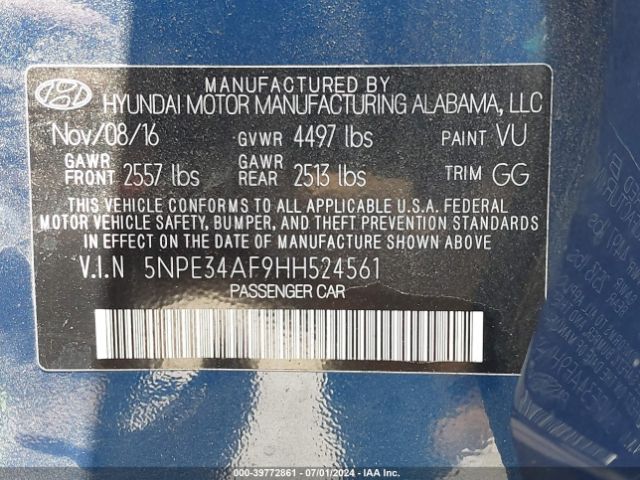 MANUFACTURED BY
HYUNDAI MOTOR MANUFACTURING ALABAMA, LLC
Nov/08/16 GVWR 4497 lbs PAINT VU
GAWR FRONT 2557 lbs GAWR REAR 2513 lbs TRIM GG
THIS VEHICLE CONFORMS TO ALL APPLICABLE U.S.A. FEDERAL
MOTOR VEHICLE SAFETY, BUMPER, AND THEFT PREVENTION STANDARDS
IN EFFECT ON THE DATE OF MANUFACTURE SHOWN ABOVE.
V.I.N 5NPE34AF9HH524561
PASSENGER CAR
000-39772861 - 07/01/2024 - IAA Inc.